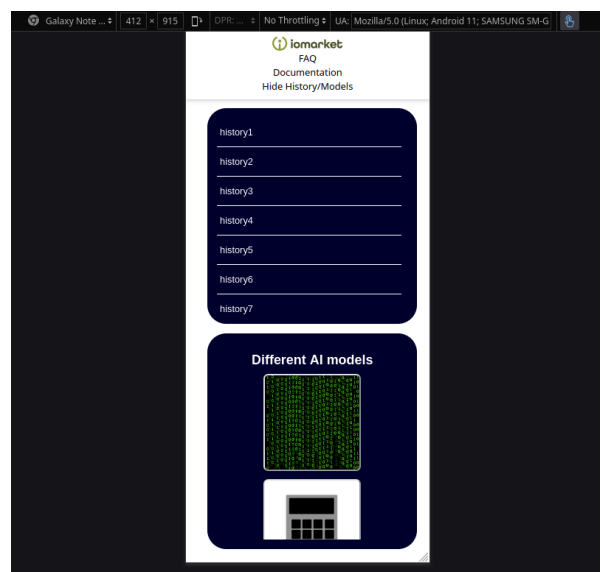 Galaxy Note ... 412 × 915 DPR: ... No Throttling UA: Mozilla/5.0 (Linux; Android 11; SAMSUNG SM-G
iomarket
FAQ
Documentation
Hide History/Models
history1
history2
history3
history4
history5
history6
history7
Different AI models